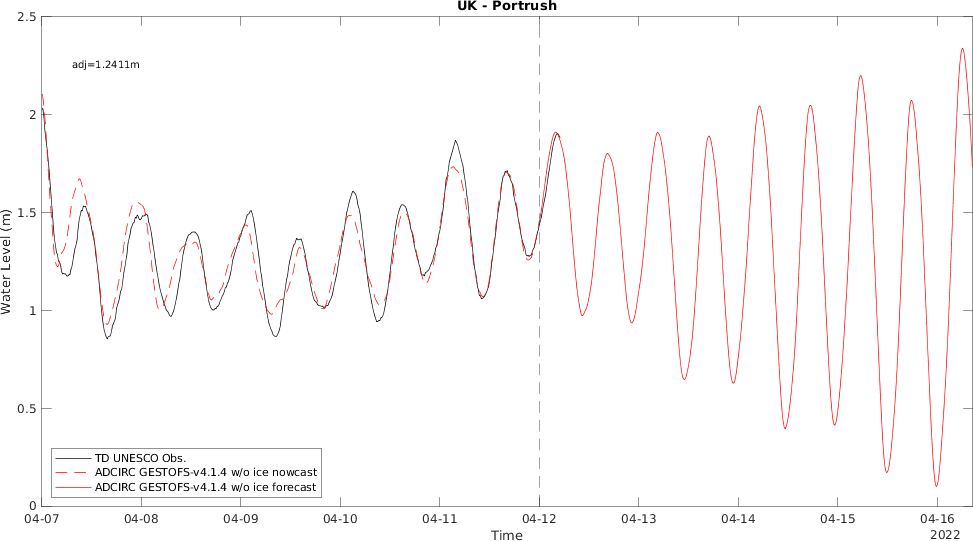 UK - Portrush
2.5
adj=1.2411m
2
1.5
Water Level (m)
1
0.5
TD UNESCO Obs.
ADCIRC GESTOFS-v4.1.4 w/o ice nowcast
ADCIRC GESTOFS-v4.1.4 w/o ice forecast
0
04-07 04-08 04-09 04-10 04-11 04-12 04-13 04-14 04-15 04-16
Time
2022